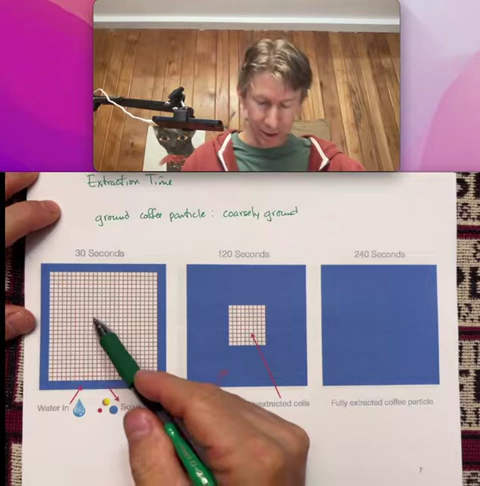 Extraction Time
ground coffee particle : coarsely ground
30 Seconds
120 Seconds
240 Seconds
Water In
extracted cells
Fully extracted coffee particle
7